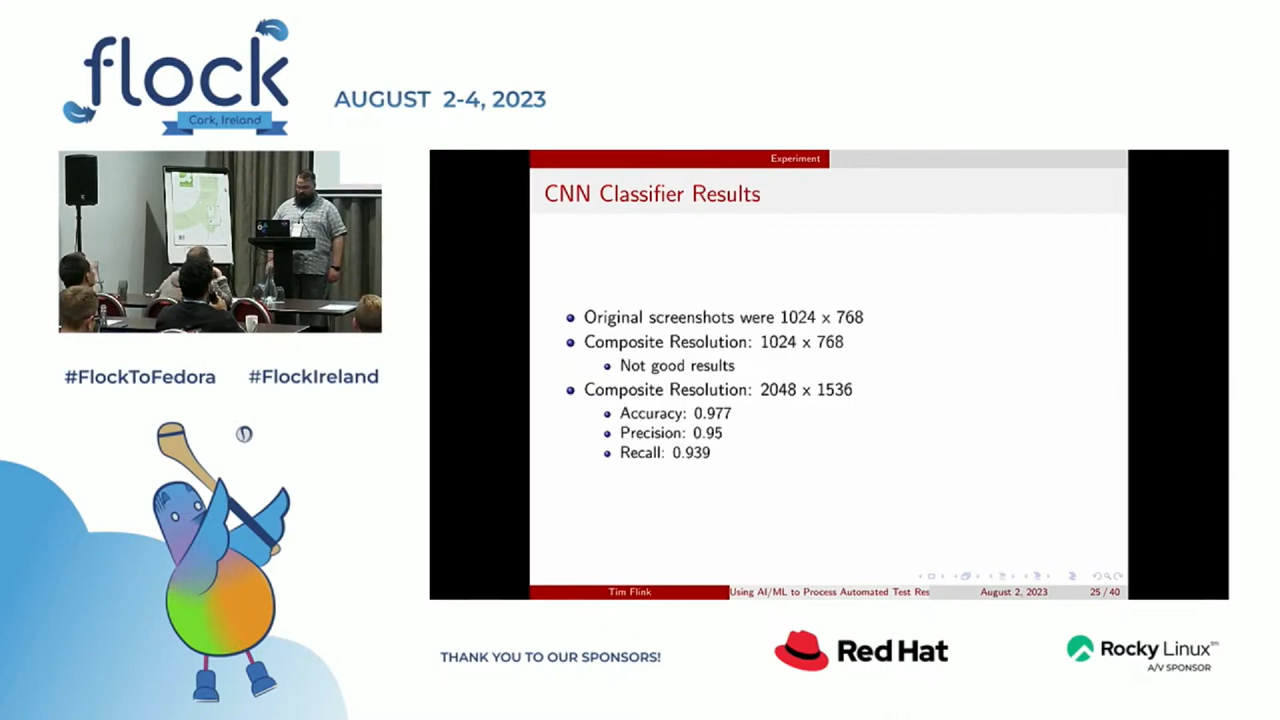 flock
Cork, Ireland
AUGUST 2-4, 2023
#FlockToFedora #FlockIreland
Experiment
CNN Classifier Results
Original screenshots were 1024 x 768
Composite Resolution: 1024 x 768
Not good results
Composite Resolution: 2048 x 1536
Accuracy: 0.977
Precision: 0.95
Recall: 0.939
Tim Flink Using AI/ML to Process Automated Test Res August 2, 2023 25 / 40
THANK YOU TO OUR SPONSORS!
Red Hat
Rocky Linux™
A/V SPONSOR